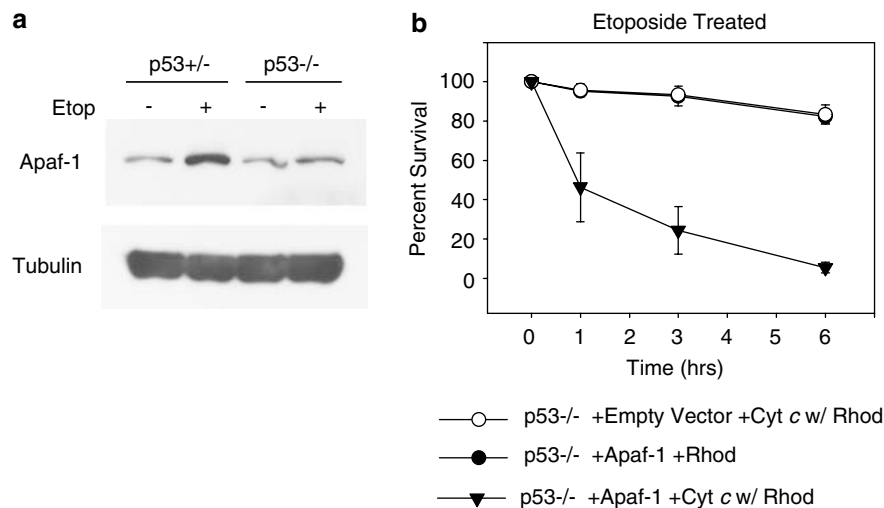 a
p53+/- p53-/-
Etop - + - +
Apaf-1
Tubulin
b
Etoposide Treated
Percent Survival
100
80
60
40
20
0
0 1 2 3 4 5 6
Time (hrs)
p53-/- +Empty Vector +Cyt c w/ Rhod
p53-/- +Apaf-1 +Rhod
p53-/- +Apaf-1 +Cyt c w/ Rhod